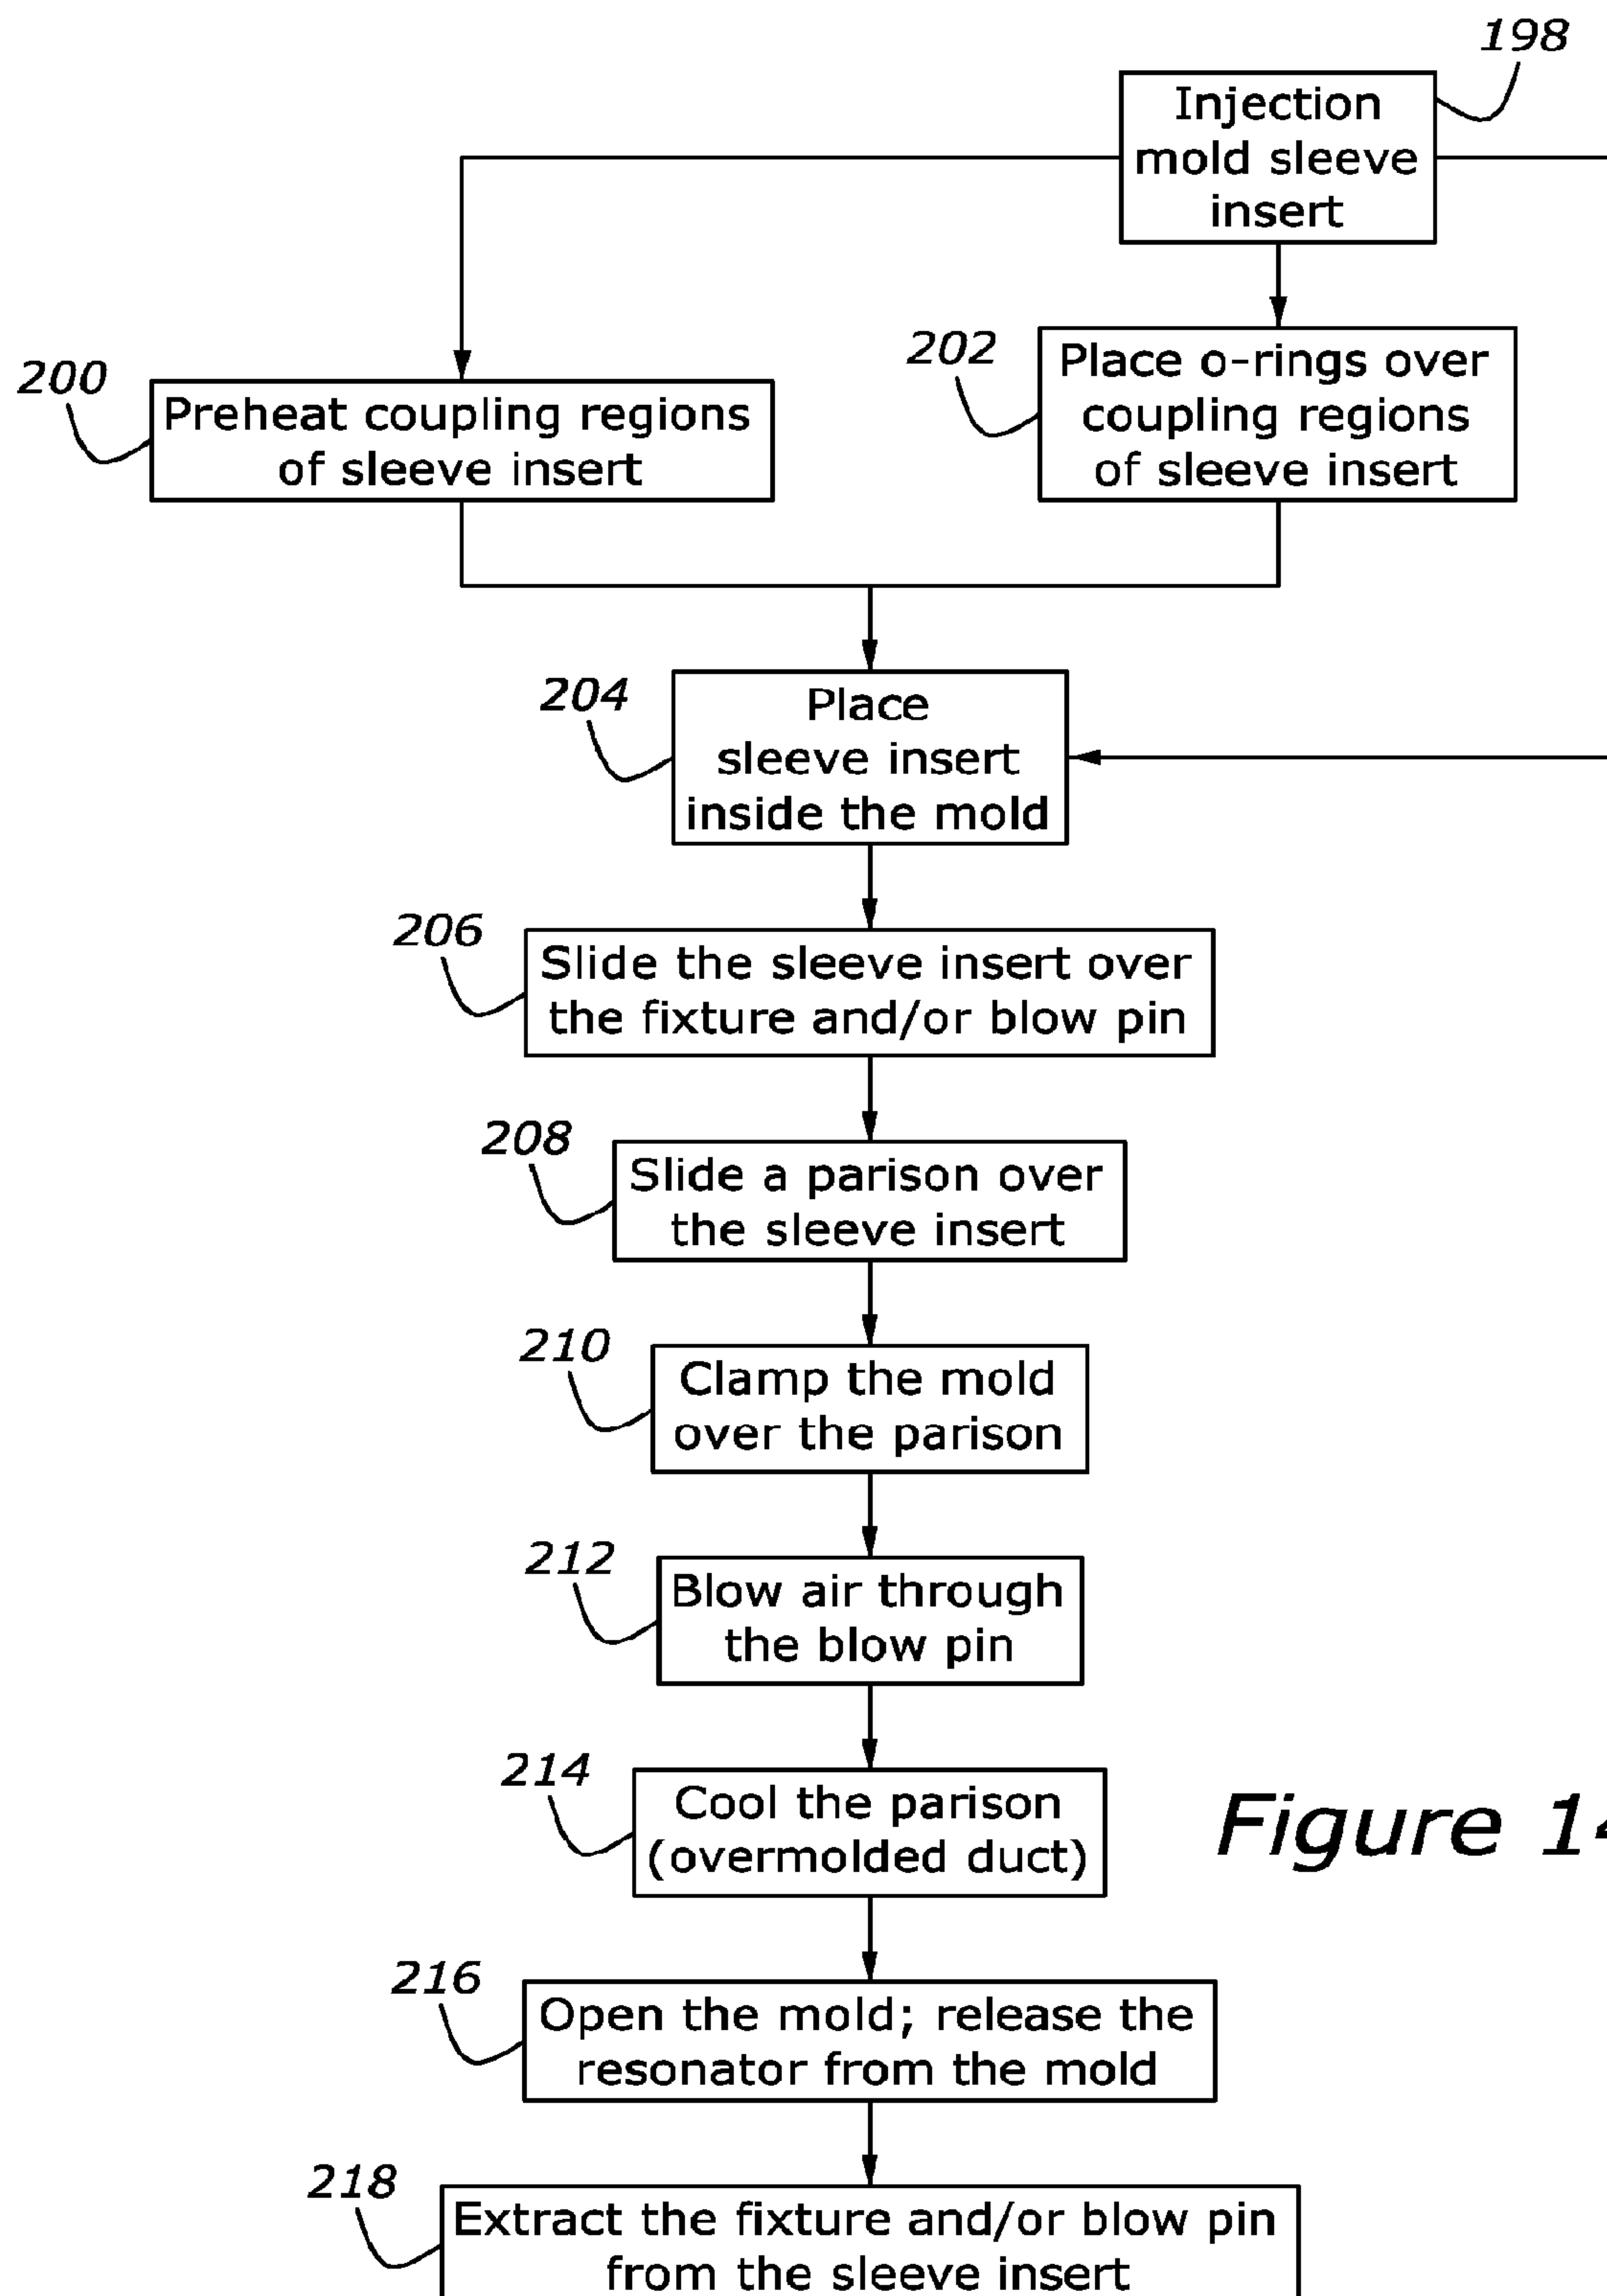 198
Injection
mold sleeve
insert
200
Preheat coupling regions
of sleeve insert
202
Place o-rings over
coupling regions
of sleeve insert
204
Place
sleeve insert
inside the mold
206
Slide the sleeve insert over
the fixture and/or blow pin
208
Slide a parison over
the sleeve insert
210
Clamp the mold
over the parison
212
Blow air through
the blow pin
214
Cool the parison
(overmolded duct)
Figure 14
216
Open the mold; release the
resonator from the mold
218
Extract the fixture and/or blow pin
from the sleeve insert